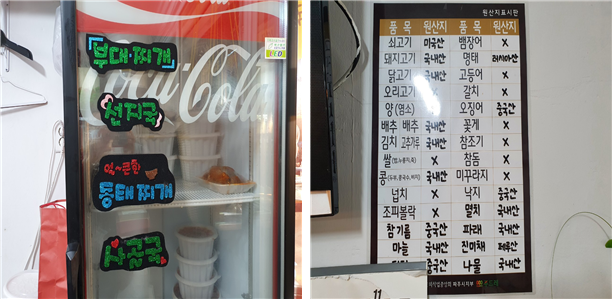 Coca-Cola
부대찌개
선지국
얼~큰한
동태찌개
사골국
원산지표시판
품 목 원산지 품 목 원산지
쇠고기 미국산 뱀장어 X
돼지고기 국내산 명태 러시아산
닭고기 국내산 고등어 X
오리고기 X 갈치 X
양(염소) X 오징어 중국산
배추 배추 국내산 꽃게 X
김치 고추가루 국내산 참조기 X
쌀 X 참돔 X
콩 국내산 미꾸라지 X
넙치 X 낙지 중국산
조피볼락 X 멸치 국내산
참기름 중국산 파래 국내산
마늘 국내산 진미채
국내산 나물 국내산
11